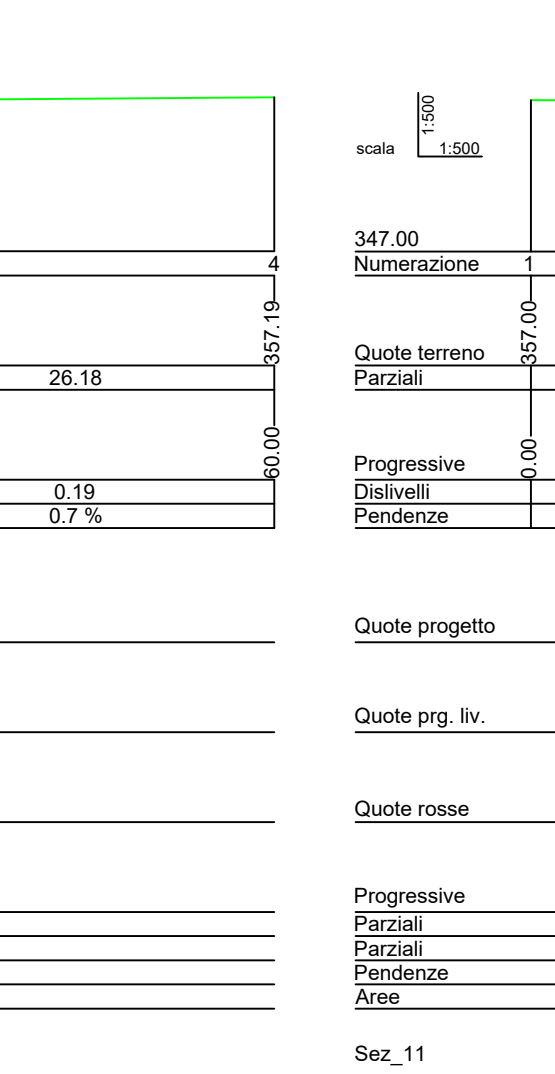 4
357.19
26.18
60.00
0.19
0.7 %
scala 1:500
1:500
347.00
Numerazione 1
Quote terreno 357.00
Parziali
Progressive 0.00
Dislivelli
Pendenze
Quote progetto
Quote prg. liv.
Quote rosse
Progressive
Parziali
Parziali
Pendenze
Aree
Sez_11